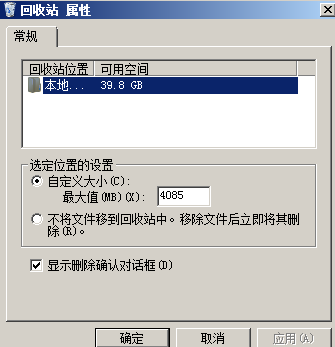 回收站 属性
常规
回收站位置 可用空间
本地... 39.8 GB
选定位置的设置
自定义大小(C):
最大值(MB)(X): 4085
不将文件移到回收站中。移除文件后立即将其删
除(R)。
显示删除确认对话框(D)
确定 取消 应用(A)